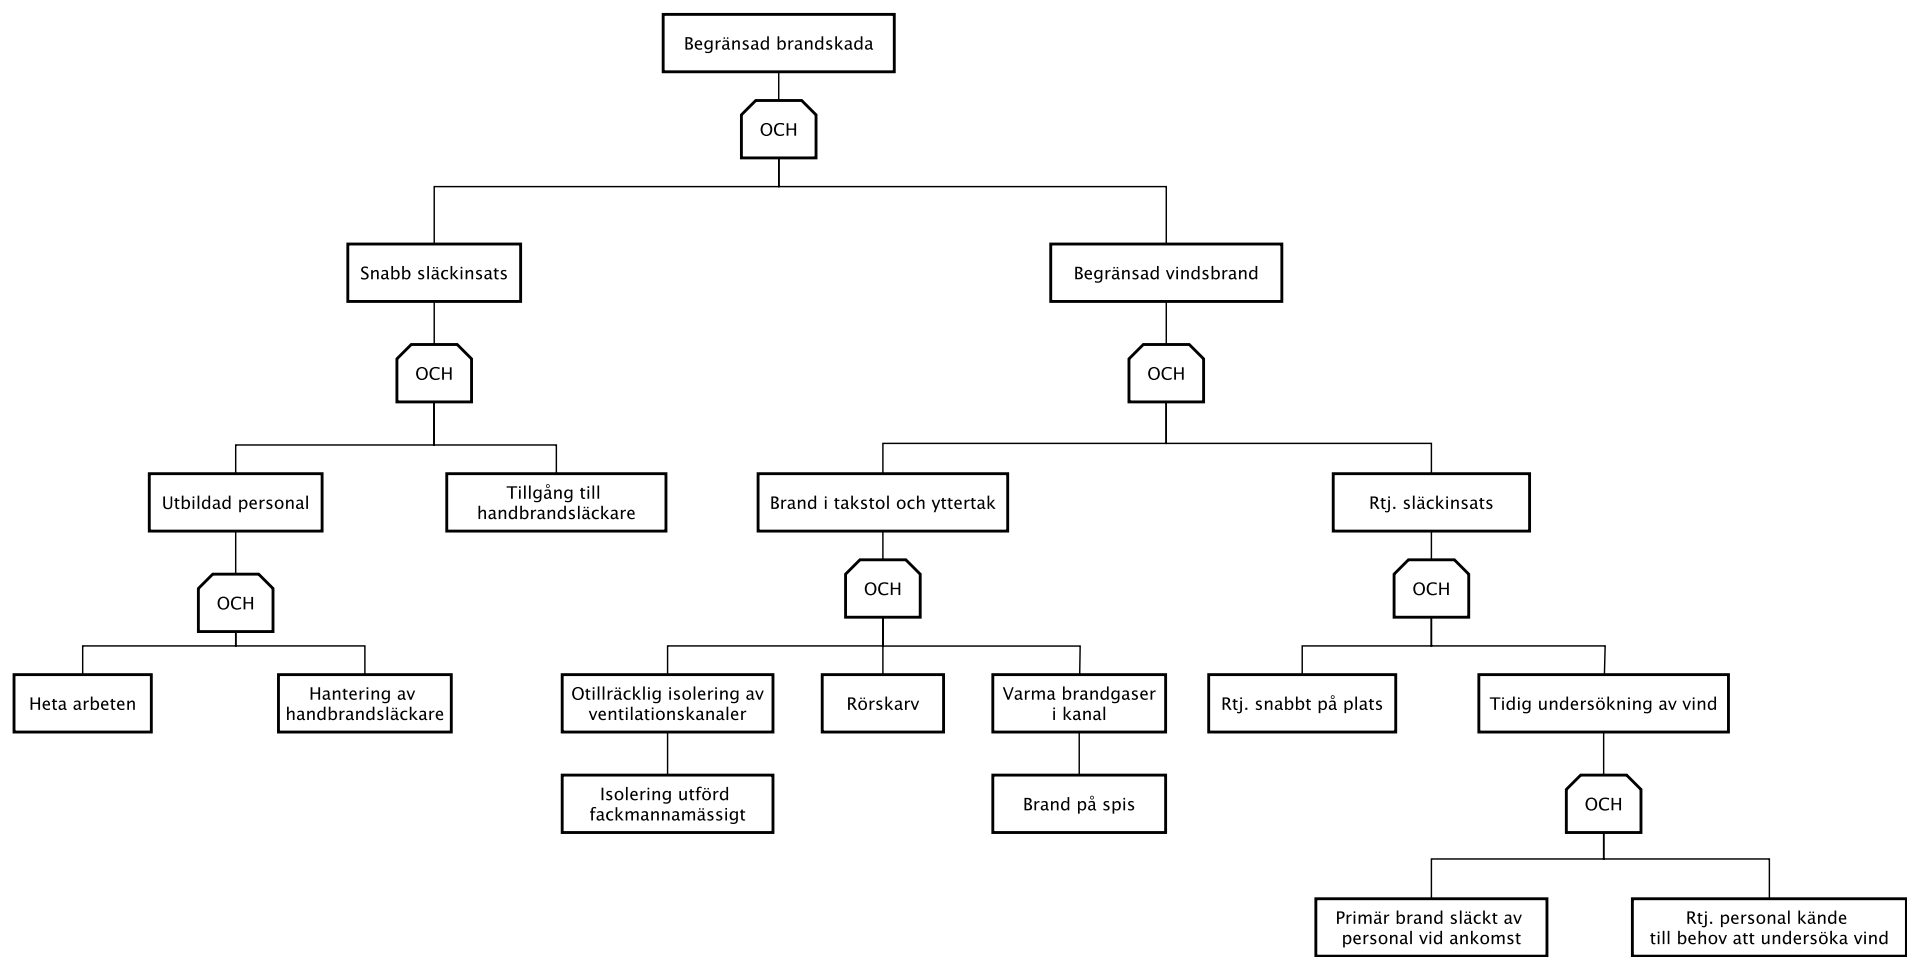 Begränsad brandskada
OCH
Snabb släckinsats
Begränsad vindsbrand
OCH
OCH
Utbildad personal
Tillgång till
handbrandsläckare
Brand i takstol och yttertak
Rtj. släckinsats
OCH
OCH
OCH
Heta arbeten
Hantering av
handbrandsläckare
Otillräcklig isolering av
ventilationskanaler
Rörskarv
Varma brandgaser
i kanal
Rtj. snabbt på plats
Tidig undersökning av vind
Isolering utförd
fackmannamässigt
Brand på spis
OCH
Primär brand släckt av
personal vid ankomst
Rtj. personal kände
till behov att undersöka vind